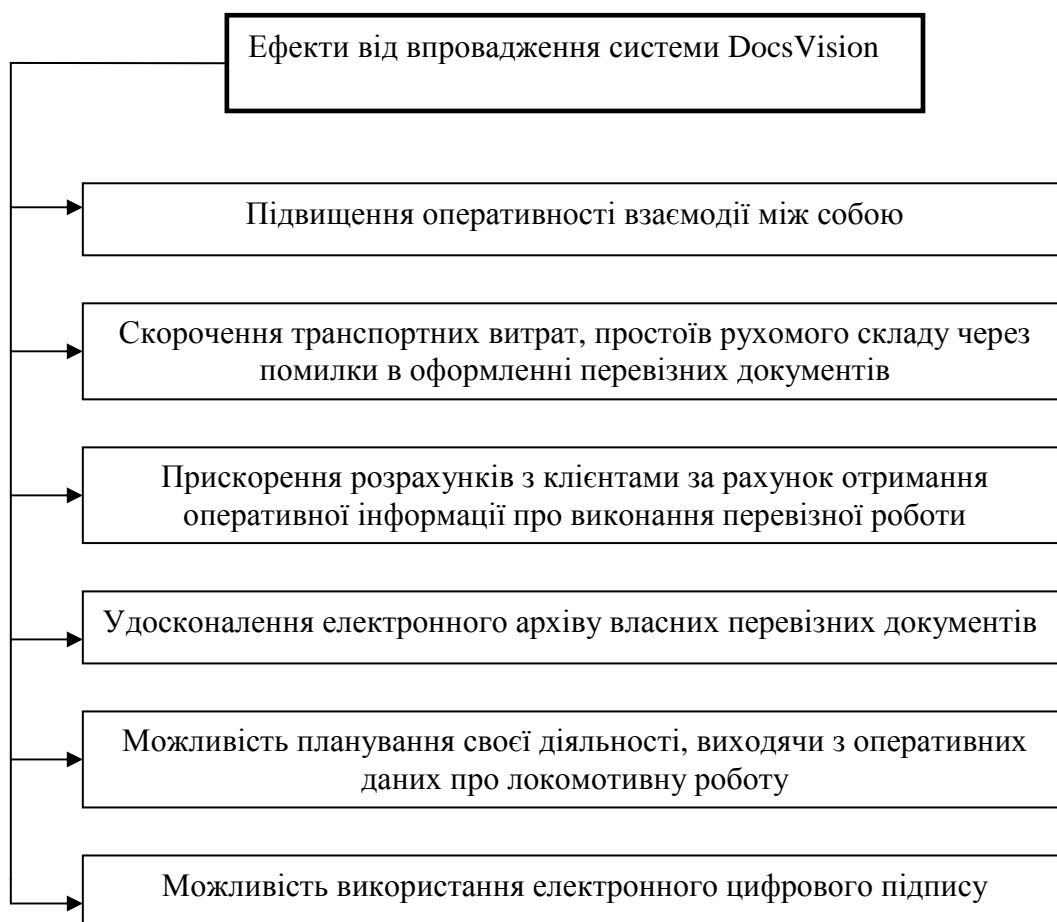 Ефекти від впровадження системи DocsVision
Підвищення оперативності взаємодії між собою
Скорочення транспортних витрат, простоїв рухомого складу через
помилки в оформленні перевізних документів
Прискорення розрахунків з клієнтами за рахунок отримання
оперативної інформації про виконання перевізної роботи
Удосконалення електронного архіву власних перевізних документів
Можливість планування своєї діяльності, виходячи з оперативних
даних про локомотивну роботу
Можливість використання електронного цифрового підпису